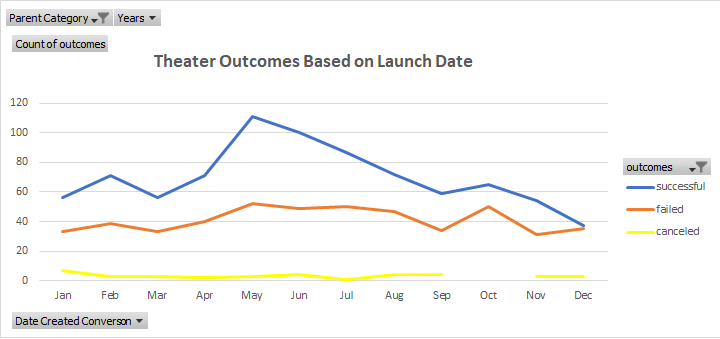 Parent Category Years
Count of outcomes
Theater Outcomes Based on Launch Date
120
100
80
60
40
20
0
Jan Feb Mar Apr May Jun Jul Aug Sep Oct Nov Dec
outcomes
successful
failed
canceled
Date Created Converson